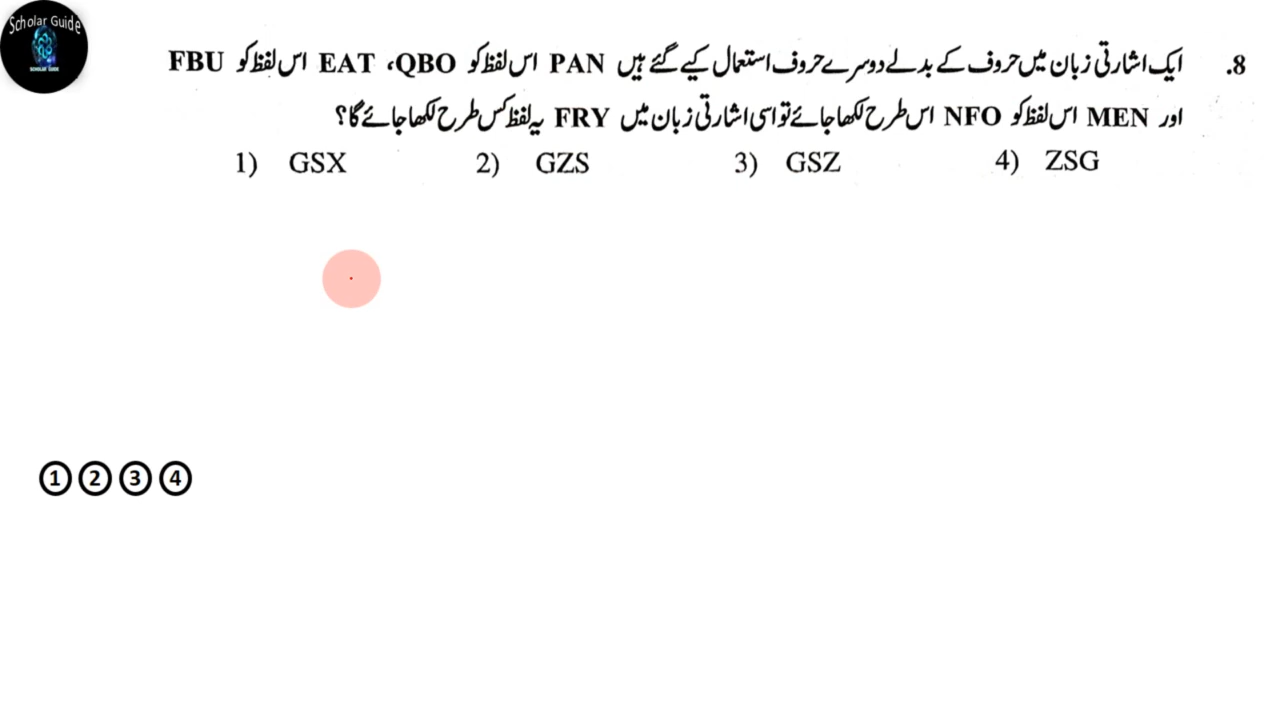 Scholar Guide
SCHOLAR GUIDE
8. ایک اشارتی زبان میں حروف کے بدلے دوسرے حروف استعمال کیے گئے ہیں PAN اس لفظ کو QBO، EAT اس لفظ کو FBU
اور MEN اس لفظ کو NFO اس طرح لکھا جائے تو اسی اشارتی زبان میں FRY یہ لفظ کس طرح لکھا جائے گا؟
1) GSX 2) GZS 3) GSZ 4) ZSG
1 2 3 4